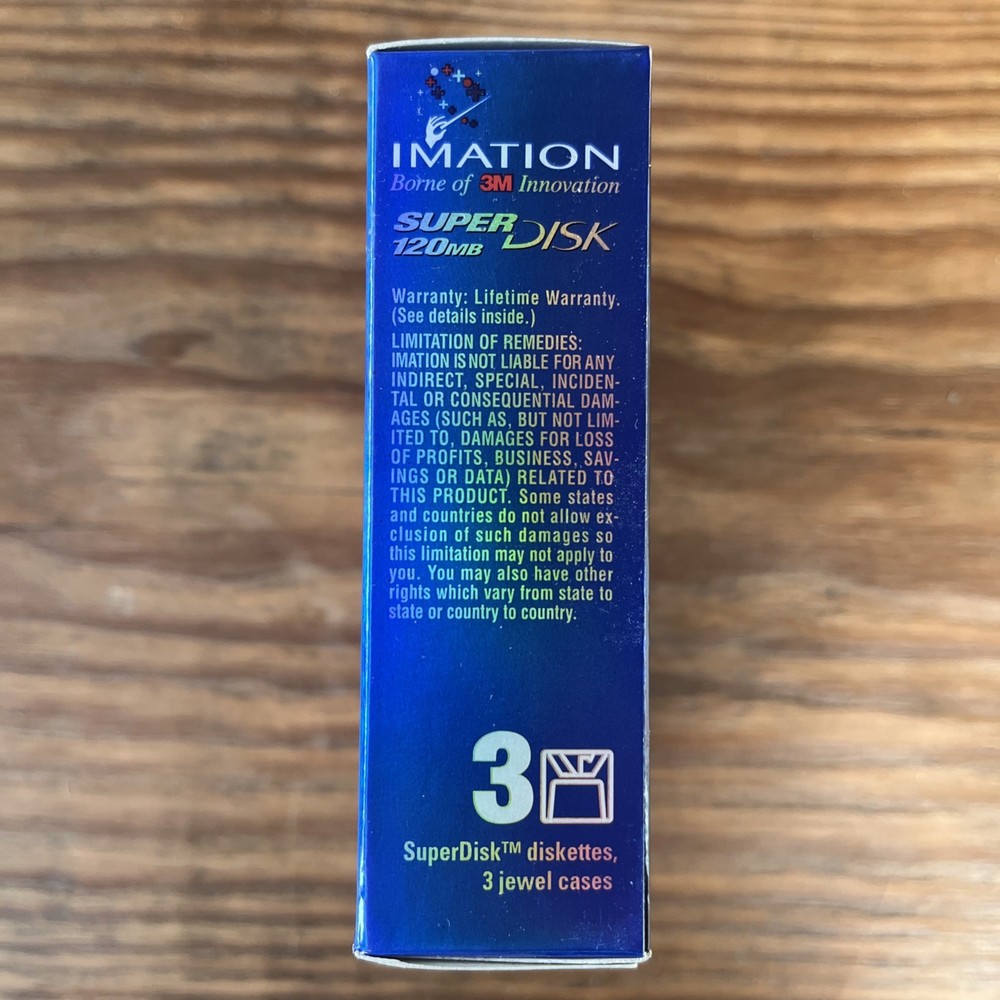 IMATION
Borne of 3M Innovation
SUPERDISK
120MB
Warranty: Lifetime Warranty.
(See details inside.)
LIMITATION OF REMEDIES:
IMATION IS NOT LIABLE FOR ANY
INDIRECT, SPECIAL, INCIDEN-
TAL OR CONSEQUENTIAL DAM-
AGES (SUCH AS, BUT NOT LIM-
ITED TO, DAMAGES FOR LOSS
OF PROFITS, BUSINESS, SAV-
INGS OR DATA) RELATED TO
THIS PRODUCT. Some states
and countries do not allow ex-
clusion of such damages so
this limitation may not apply to
you. You may also have other
rights which vary from state to
state or country to country.
3
SuperDisk™ diskettes,
3 jewel cases